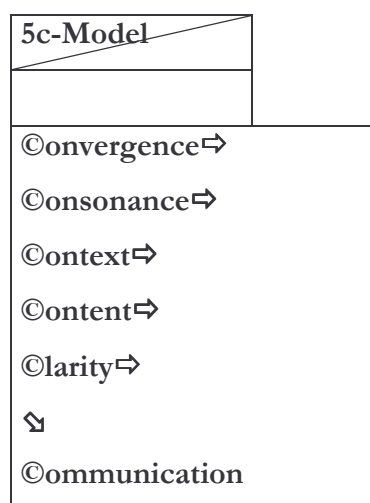 5c-Model
©onvergence⇨
©onsonance⇨
©ontext⇨
©ontent⇨
©larity⇨
⬂
©ommunication